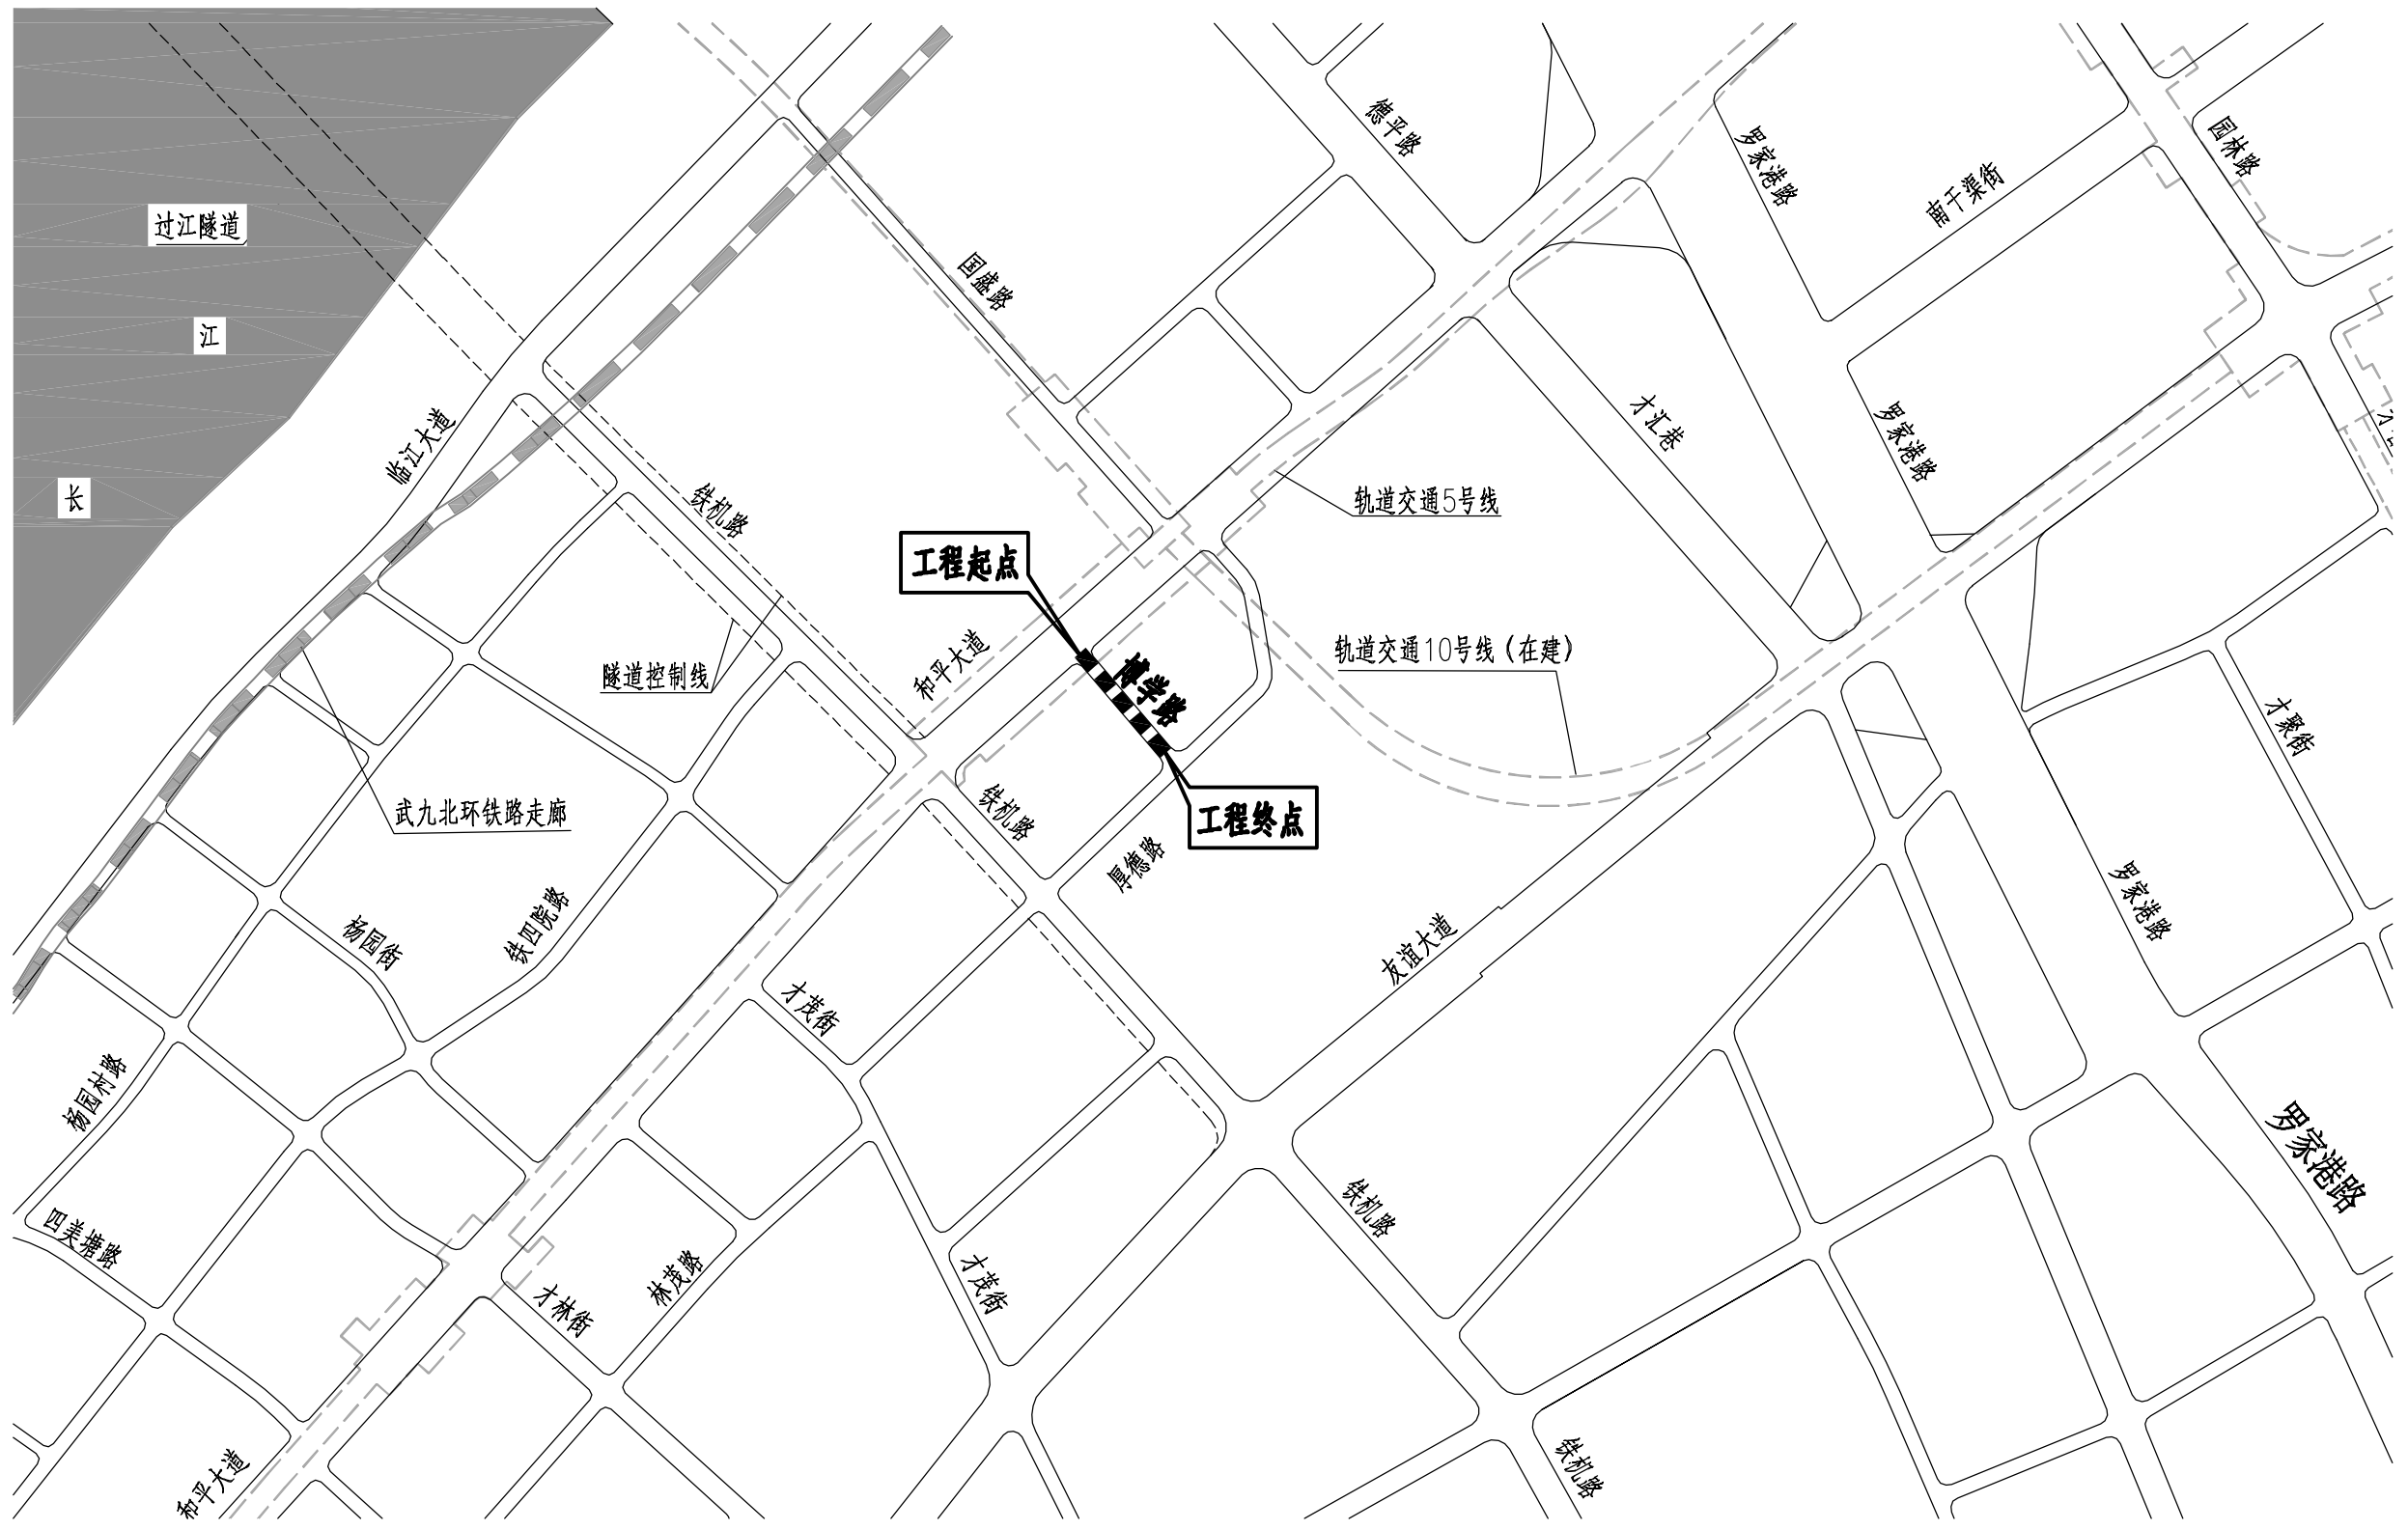 德平路
罗家港路
园林路
南干渠街
过江隧道
国盛路
江
长
临江大道
铁机路
才汇巷
罗家港路
轨道交通5号线
工程起点
隧道控制线
和平大道
博学路
轨道交通10号线（在建）
才聚街
武九北环铁路走廊
铁机路
工程终点
厚德路
罗家港路
杨园街
铁四院路
友谊大道
才茂街
杨园村路
罗家港路
四美塘路
才林街
林茂路
才茂街
铁机路
和平大道
铁机路